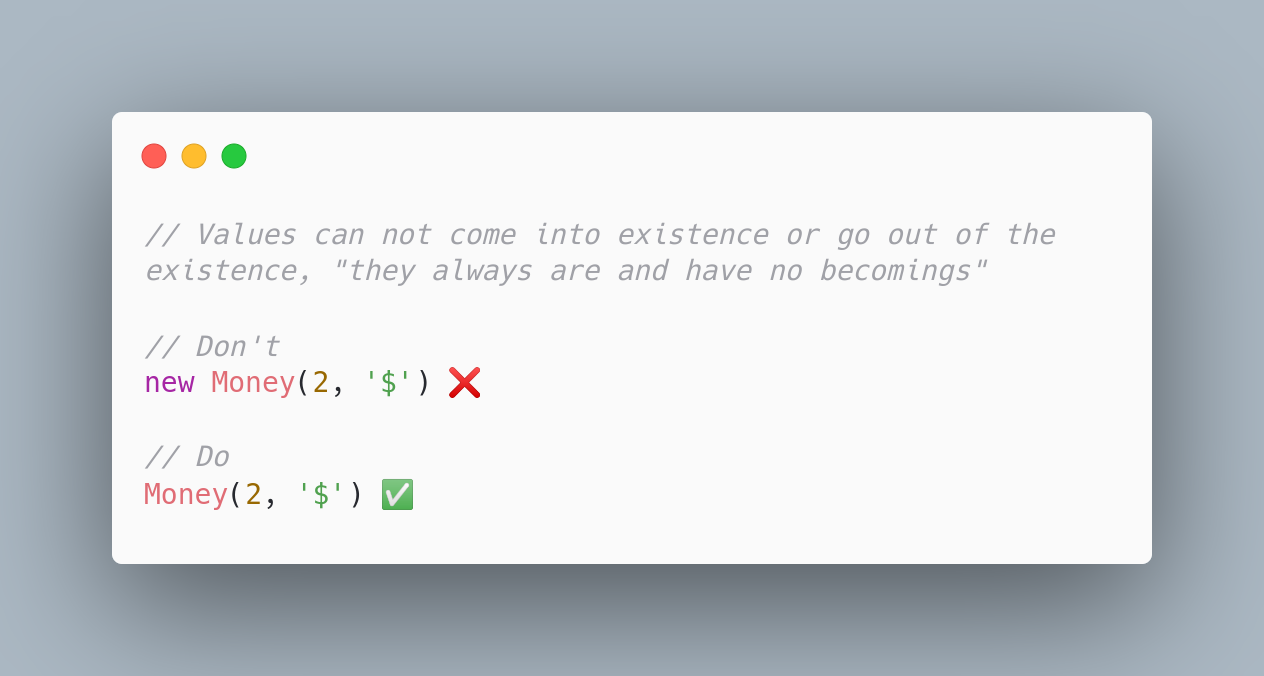 // Values can not come into existence or go out of the
existence, "they always are and have no becomings"
// Don't
new Money(2, '$') ❌
// Do
Money(2, '$') ✅